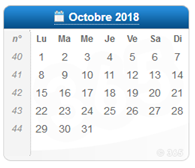 Octobre 2018
n° Lu Ma Me Je Ve Sa Di
40 1 2 3 4 5 6 7
41 8 9 10 11 12 13 14
42 15 16 17 18 19 20 21
43 22 23 24 25 26 27 28
44 29 30 31